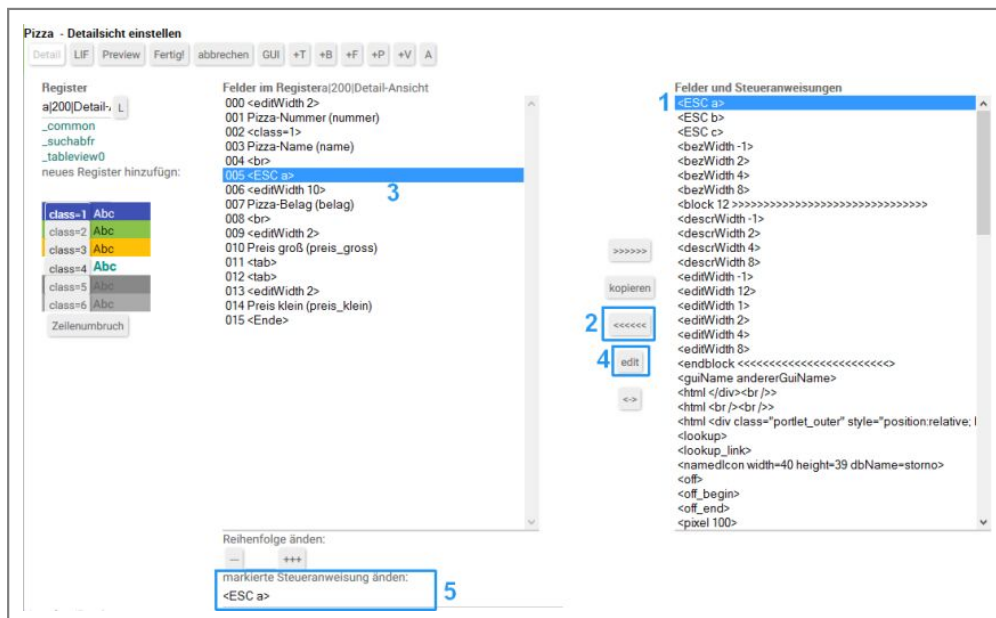 Pizza - Detailsicht einstellen
Detail LIF Preview Fertig! abbrechen GUI +T +B +F +P +V A
Register
a|200|Detail-A L
_common
_suchabfr
_tableview0
neues Register hinzufügn:
class=1 Abc
class=2 Abc
class=3 Abc
class=4 Abc
class=5 Abc
class=6 Abc
Zeilenumbruch
Felder im Registera|200|Detail-Ansicht
000 <editWidth 2>
001 Pizza-Nummer (nummer)
002 <class=1>
003 Pizza-Name (name)
004 <br>
005 <ESC a>
3
006 <editWidth 10>
007 Pizza-Belag (belag)
008 <br>
009 <editWidth 2>
010 Preis groß (preis_gross)
011 <tab>
012 <tab>
013 <editWidth 2>
014 Preis klein (preis_klein)
015 <Ende>
Reihenfolge ändern:
--- +++
markierte Steueranweisung ändern:
<ESC a>
5
>>>>>>
kopieren
2 <<<<<<
4 edit
<->
Felder und Steueranweisungen
1 <ESC a>
<ESC b>
<ESC c>
<bezWidth -1>
<bezWidth 2>
<bezWidth 4>
<bezWidth 8>
<block 12 >>>>>>>>>>>>>>>>>>>>>>>>>>>>>>>>
<descrWidth -1>
<descrWidth 2>
<descrWidth 4>
<descrWidth 8>
<editWidth -1>
<editWidth 12>
<editWidth 1>
<editWidth 2>
<editWidth 4>
<editWidth 8>
<endblock <<<<<<<<<<<<<<<<<<<<<<<<<>
<guiName andererGuiName>
<html </div><br />>
<html <br /><br />>
<html <div class="portlet_outer" style="position:relative;
<lookup>
<lookup_link>
<namedIcon width=40 height=39 dbName=storno>
<off>
<off_begin>
<off_end>
<pixel 100>